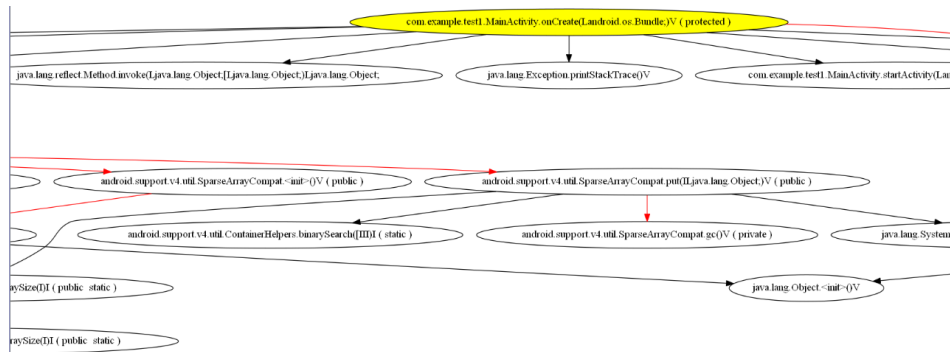 com.example.test1.MainActivity.onCreate(Landroid.os.Bundle;)V ( protected )
java.lang.reflect.Method.invoke(Ljava.lang.Object;[Ljava.lang.Object;)Ljava.lang.Object;
java.lang.Exception.printStackTrace()V
com.example.test1.MainActivity.startActivity(Lan
android.support.v4.util.SparseArrayCompat.<init>()V ( public )
android.support.v4.util.SparseArrayCompat.put(ILjava.lang.Object;)V ( public )
android.support.v4.util.ContainerHelpers.binarySearch([III)I ( static )
android.support.v4.util.SparseArrayCompat.gc()V ( private )
java.lang.System
aySize(I)I ( public static )
java.lang.Object.<init>()V
raySize(I)I ( public static )